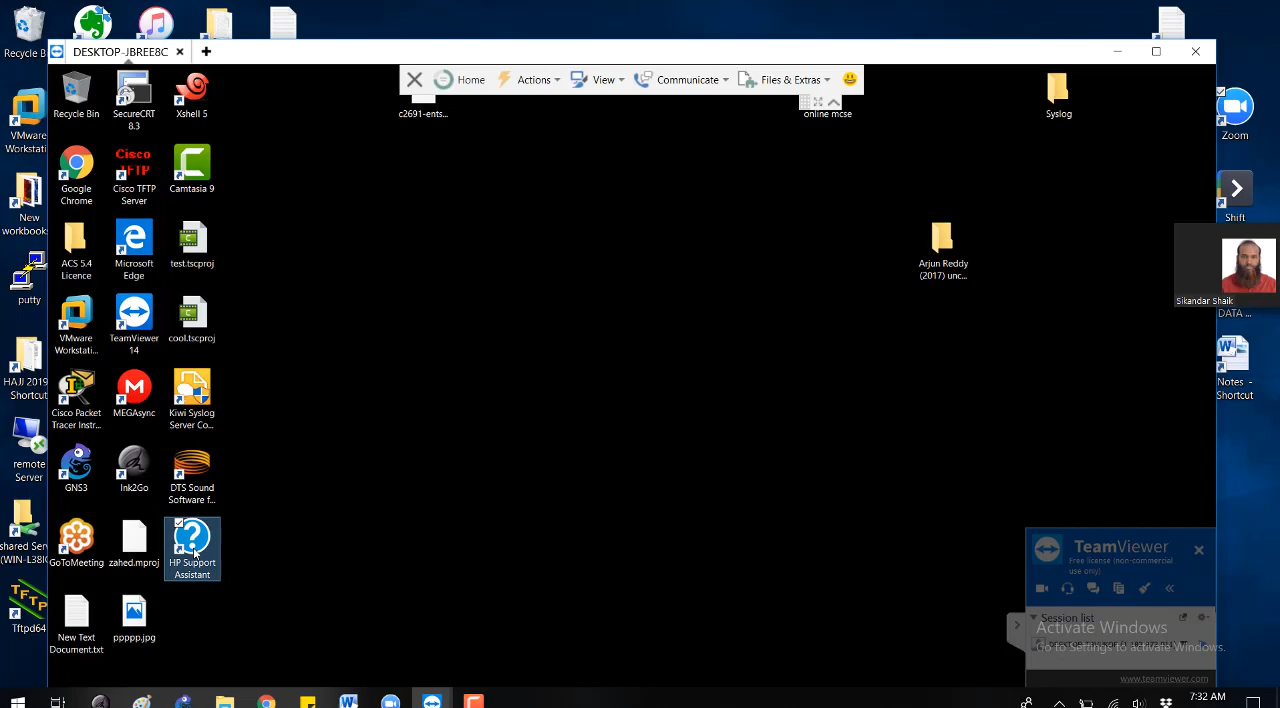 Recycle B
DESKTOP-JBREE8C
Home
Actions
View
Communicate
Files & Extras
Recycle Bin
SecureCRT
8.3
Xshell 5
c2691-ents...
online mcse
Syslog
Zoom
VMware
Workstati
Google
Chrome
Cisco
TFTP
Cisco TFTP
Server
Camtasia 9
New
workbook
Shift
ACS 5.4
Licence
Microsoft
Edge
test.tscproj
Arjun Reddy
(2017) unc...
putty
Sikandar Shaik
DATA ...
VMware
Workstati...
TeamViewer
14
cool.tscproj
HAJJ 2019
Shortcut
Notes -
Shortcut
Cisco Packet
Tracer Instr...
MEGAsync
Kiwi Syslog
Server Co...
remote
Server
GNS3
Ink2Go
DTS Sound
Software f...
shared Ser
(WIN-L38I
GoToMeeting
zahed.mproj
HP Support
Assistant
TFTP
Tftpd64
New Text
Document.txt
ppppp.jpg
TeamViewer
Free license (non-commercial
use only)
Session list
Activate Windows
Go to Settings to activate Windows.
www.teamviewer.com
7:32 AM